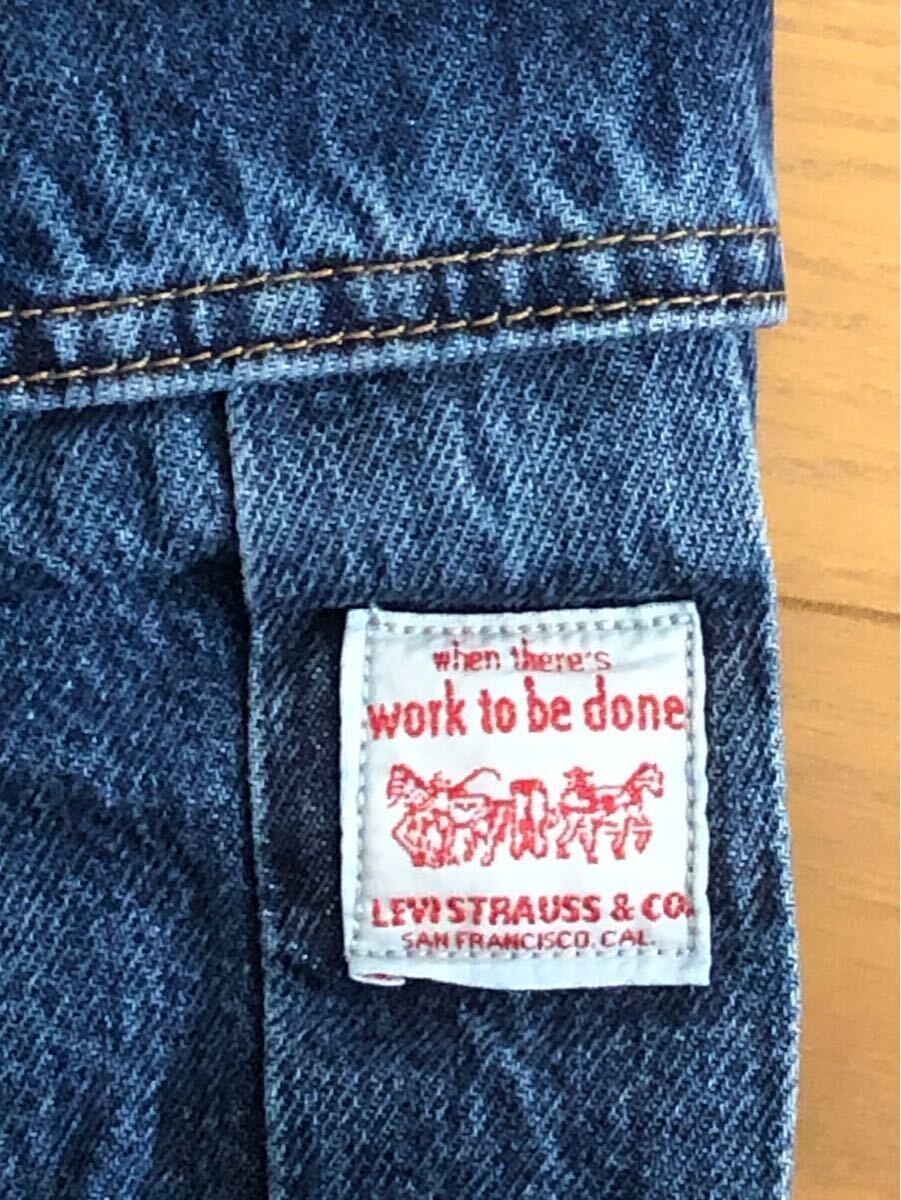 when there's
work to be done
LEVI STRAUSS & CO.
SAN FRANCISCO, CAL.